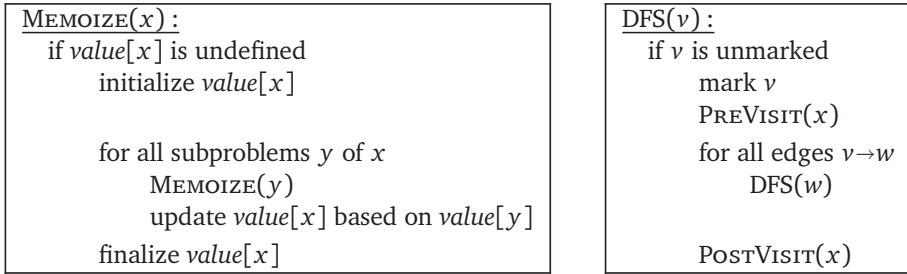 MEMOIZE(x) :
if value[x] is undefined
initialize value[x]
for all subproblems y of x
MEMOIZE(y)
update value[x] based on value[y]
finalize value[x]
DFS(v) :
if v is unmarked
mark v
PREVISIT(x)
for all edges v→w
DFS(w)
POSTVISIT(x)